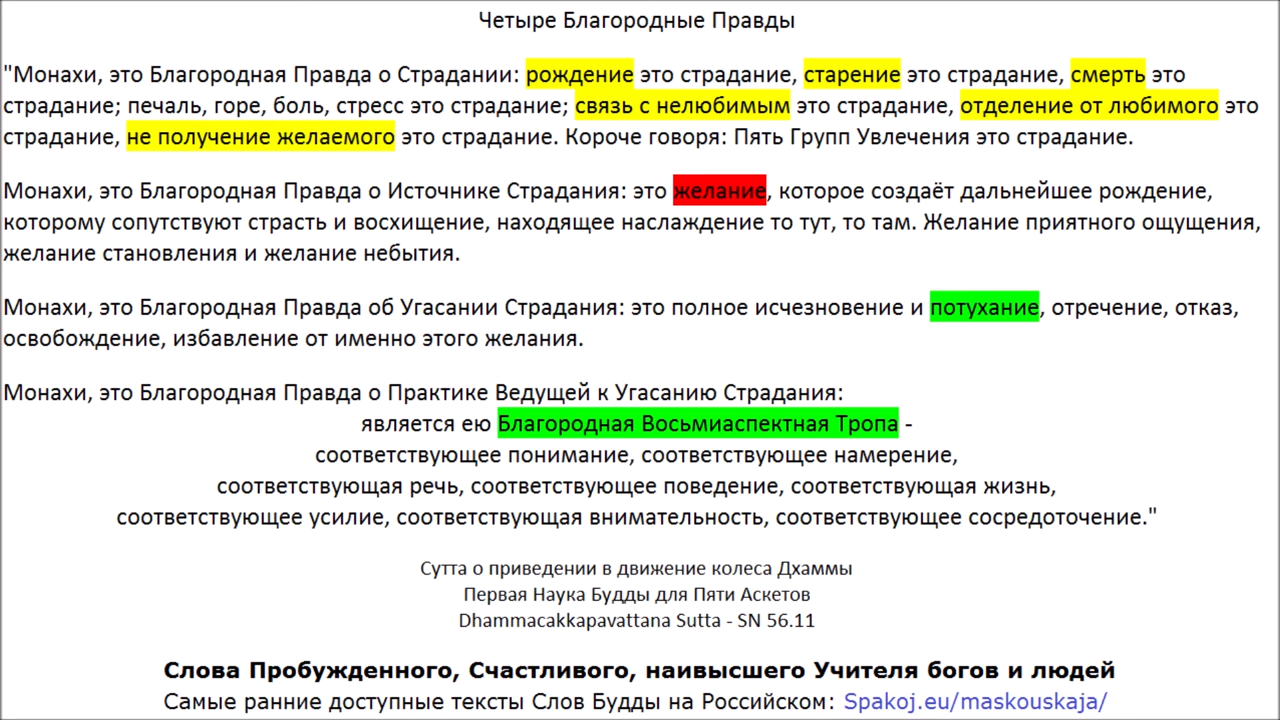 Четыре Благородные Правды
"Монахи, это Благородная Правда о Страдании: рождение это страдание, старение это страдание, смерть это
страдание; печаль, горе, боль, стресс это страдание; связь с нелюбимым это страдание, отделение от любимого это
страдание, не получение желаемого это страдание. Короче говоря: Пять Групп Увлечения это страдание.
Монахи, это Благородная Правда о Источнике Страдания: это желание, которое создаёт дальнейшее рождение,
которому сопутствуют страсть и восхищение, находящее наслаждение то тут, то там. Желание приятного ощущения,
желание становления и желание небытия.
Монахи, это Благородная Правда об Угасании Страдания: это полное исчезновение и потухание, отречение, отказ,
освобождение, избавление от именно этого желания.
Монахи, это Благородная Правда о Практике Ведущей к Угасанию Страдания:
является ею Благородная Восьмиаспектная Тропа -
соответствующее понимание, соответствующее намерение,
соответствующая речь, соответствующее поведение, соответствующая жизнь,
соответствующее усилие, соответствующая внимательность, соответствующее сосредоточение."
Сутта о приведении в движение колеса Дхаммы
Первая Наука Будды для Пяти Аскетов
Dhammacakkapavattana Sutta - SN 56.11
Слова Пробужденного, Счастливого, наивысшего Учителя богов и людей
Самые ранние доступные тексты Слов Будды на Российском: Spakoj.eu/maskouskaja/